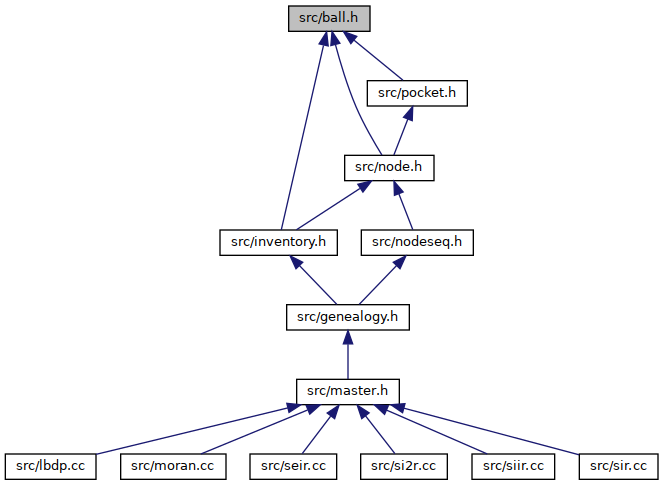 src/ball.h
src/pocket.h
src/node.h
src/inventory.h
src/nodeseq.h
src/genealogy.h
src/master.h
src/lbdp.cc
src/moran.cc
src/seir.cc
src/si2r.cc
src/siir.cc
src/sir.cc